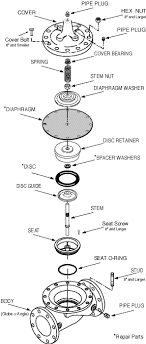 PIPE PLUG
HEX NUT
8" and Larger
COVER
PIPE PLUG
Cover Bolt
6" and Smaller
COVER BEARING
SPRING
STEM NUT
DIAPHRAGM WASHER
*DIAPHRAGM
DISC RETAINER
*SPACER WASHERS
*DISC
DISC GUIDE
STEM
Seat Screw
8" and Larger
SEAT
SEAT O-RING
STUD
8" and Larger
BODY
(Globe or Angle)
PIPE PLUG
*Repair Parts